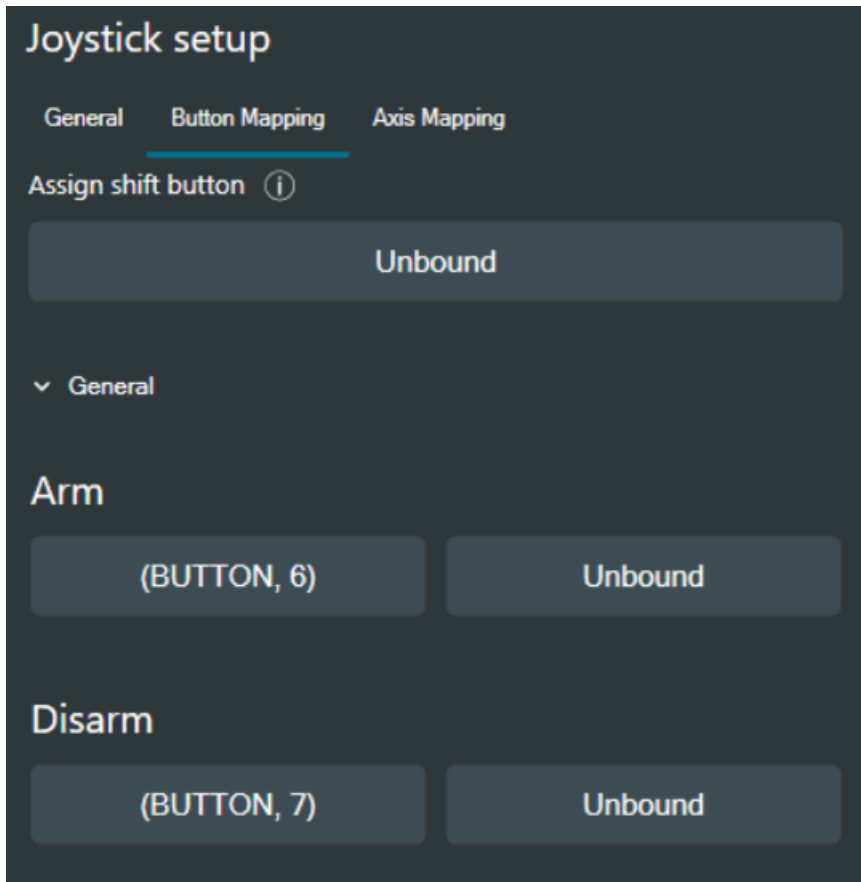 Joystick setup
General Button Mapping Axis Mapping
Assign shift button
Unbound
General
Arm
(BUTTON, 6) Unbound
Disarm
(BUTTON, 7) Unbound